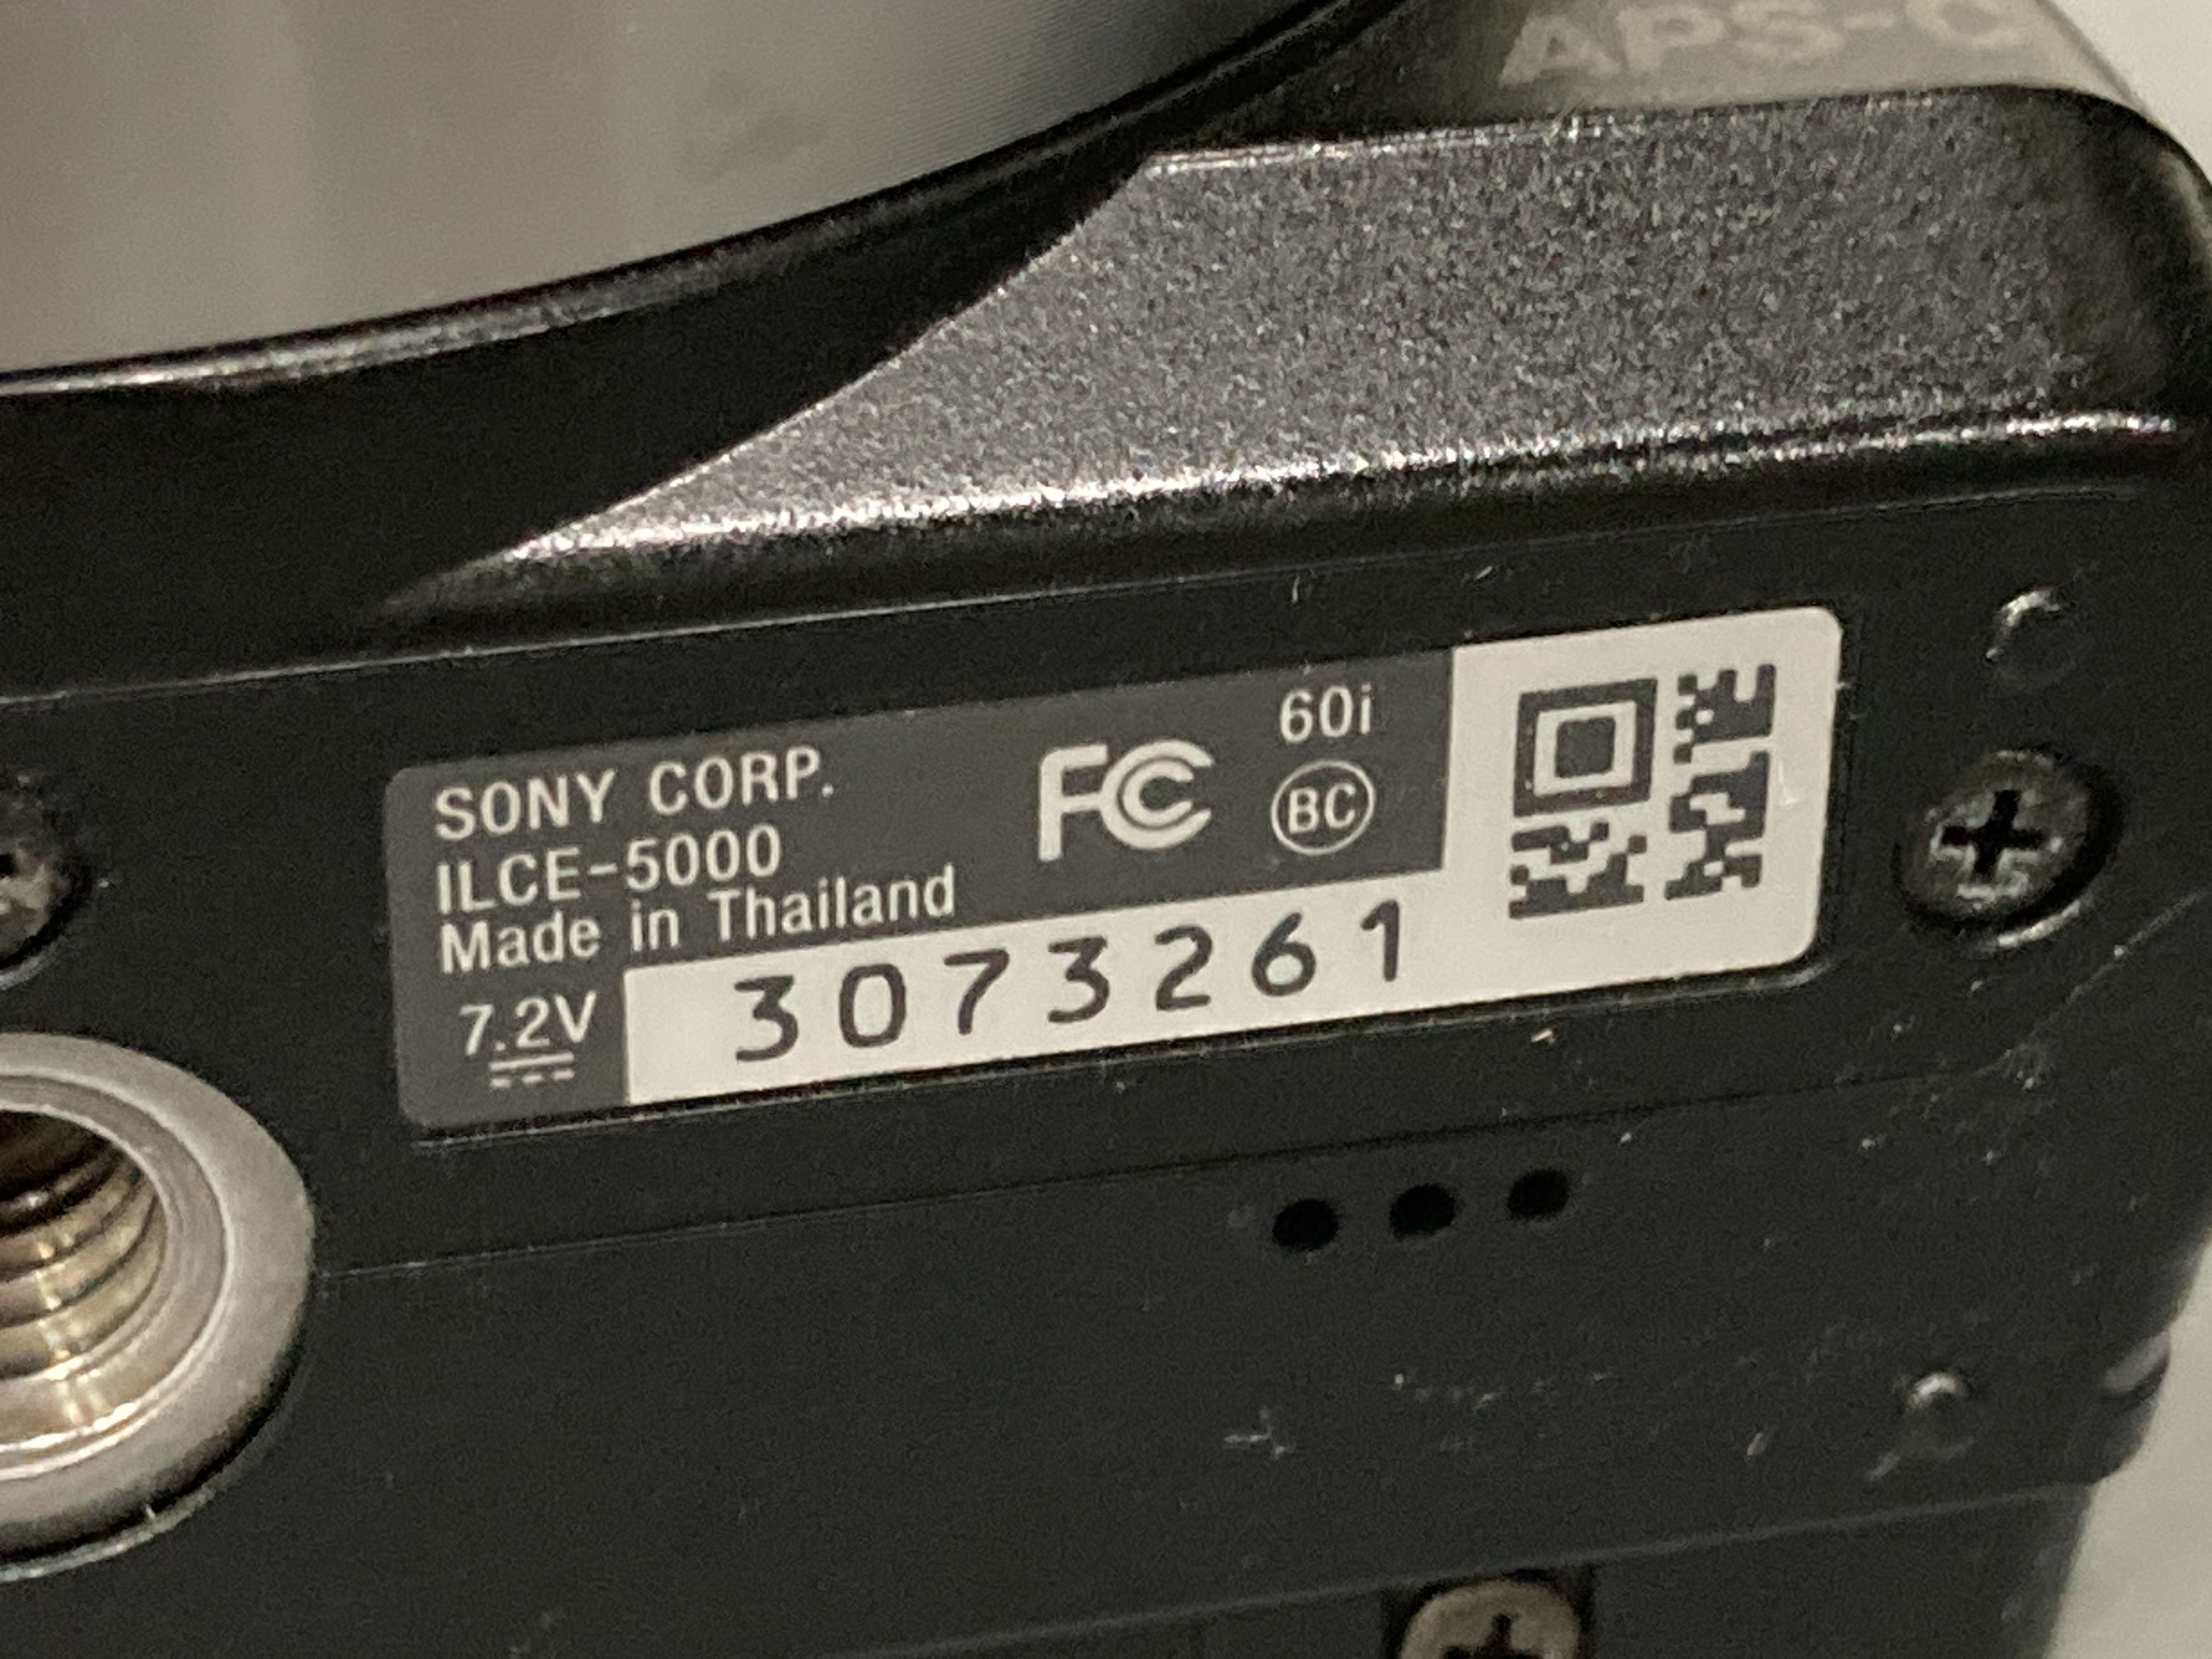 APS-C
SONY CORP.
ILCE-5000
Made in Thailand
7.2V
FC
60i
BC
3073261